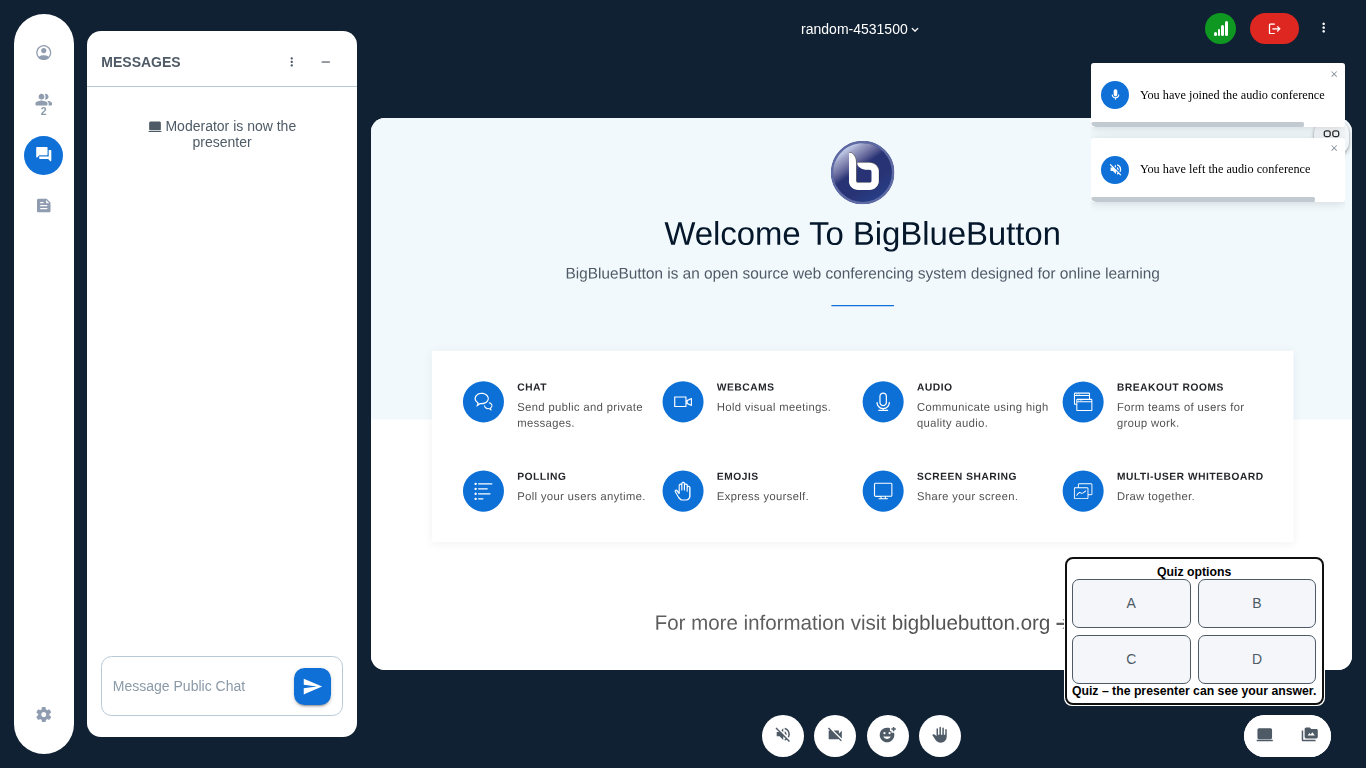 random-4531500
MESSAGES
2
Moderator is now the
presenter
Message Public Chat
You have joined the audio conference
You have left the audio conference
Welcome To BigBlueButton
BigBlueButton is an open source web conferencing system designed for online learning
CHAT
Send public and private
messages.
WEBCAMS
Hold visual meetings.
AUDIO
Communicate using high
quality audio.
BREAKOUT ROOMS
Form teams of users for
group work.
POLLING
Poll your users anytime.
EMOJIS
Express yourself.
SCREEN SHARING
Share your screen.
MULTI-USER WHITEBOARD
Draw together.
For more information visit bigbluebutton.org
Quiz options
A
B
C
D
Quiz – the presenter can see your answer.